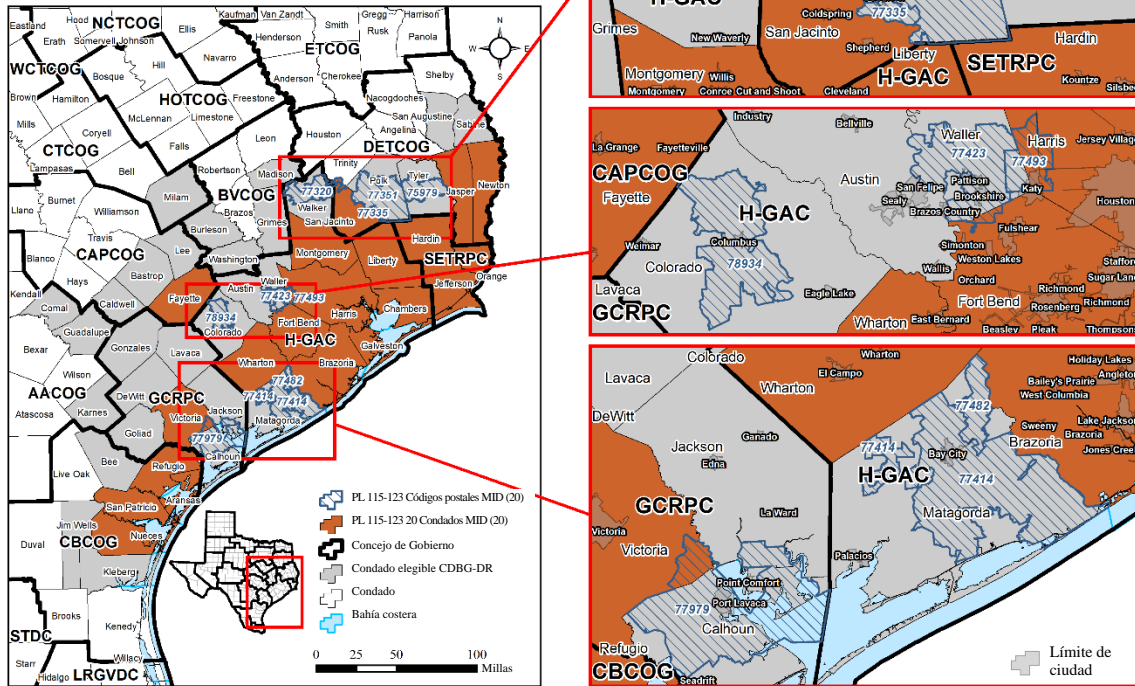 NCTCOG
Hood
Eastland
Erath
Somervell
Johnson
Ellis
Kaufman
Van Zandt
Smith
Gregg
Harrison
Rusk
Panola
Henderson
ETCOG
Navarro
Hill
WCTCOG
Bosque
Anderson
Cherokee
Shelby
HOTCOG
Freestone
Nacogdoches
Brown
Hamilton
McLennan
Limestone
San Augustine
Sabine
Mills
Coryell
Falls
Leon
Houston
Angelina
CTCOG
DETCOG
Lampasas
Bell
Robertson
Madison
Trinity
Polk
Tyler
Jasper
Newton
BVCOG
77320
77351
75979
77335
Walker
San Jacinto
Milam
Brazos
Grimes
Llano
Burnet
Williamson
Burleson
Hardin
Travis
CAPCOG
Lee
Washington
Montgomery
Liberty
SETRPC
Orange
Blanco
Hays
Bastrop
Austin
Waller
Jefferson
Kendall
Comal
Caldwell
Fayette
77423
77493
Harris
Chambers
78934
Guadalupe
Gonzales
Colorado
Fort Bend
H-GAC
Galveston
Bexar
Lavaca
Wharton
Brazoria
Wilson
AACOG
DeWitt
GCRPC
77482
77414
77414
Atascosa
Karnes
Victoria
Jackson
Matagorda
Goliad
77979
Calhoun
Bee
Live Oak
Refugio
Aransas
San Patricio
Jim Wells
Nueces
Duval
CBCOG
Kleberg
Brooks
Kenedy
STDC
Starr
Willacy
Hidalgo
LRGVDC
N
W
E
S
PL 115-123 Códigos postales MID (20)
PL 115-123 20 Condados MID (20)
Concejo de Gobierno
Condado elegible CDBG-DR
Condado
Bahía costera
0 50 100
Millas
H-GAC
Grimes
New Waverly
Coldspring
San Jacinto
77335
Shepherd
Liberty
Hardin
Montgomery
Willis
H-GAC
SETRPC
Kountze
Montgomery
Conroe
Cut and Shoot
Cleveland
Silsbee
Industry
Bellville
Waller
77423
Harris
Jersey Village
La Grange
Fayetteville
77493
CAPCOG
Austin
Fayette
San Felipe
Pattison
Katy
H-GAC
Sealy
Brookshire
Houston
Brazos Country
Fulshear
Weimar
Columbus
Simonton
Colorado
78934
Wallis
Weston Lakes
Stafford
Orchard
Sugar Land
Lavaca
Eagle Lake
Fort Bend
Richmond
Rosenberg
Richmond
GCRPC
Wharton
East Bernard
Beasley
Pleak
Thompsons
Colorado
Wharton
Holiday Lakes
Lavaca
El Campo
Angleton
Wharton
Bailey's Prairie
West Columbia
DeWitt
77482
Lake Jackson
Jackson
Ganado
Sweeny
Brazoria
Brazoria
77414
Bay City
Jones Creek
Edna
H-GAC
77414
GCRPC
La Ward
Matagorda
Victoria
Victoria
Palacios
Point Comfort
Port Lavaca
77979
Calhoun
Refugio
CBCOG
Seadrift
Límite de
ciudad